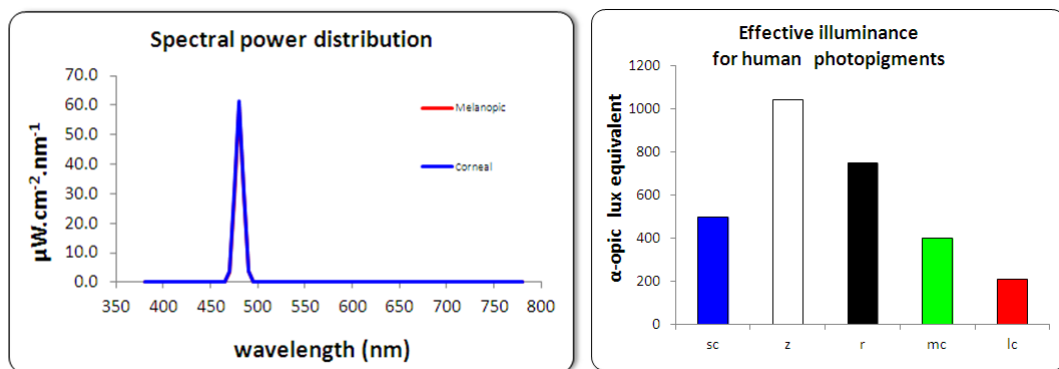 Spectral power distribution
70.0
60.0
50.0
40.0
30.0
20.0
10.0
0.0
µW.cm-2.nm-1
Melanopic
Corneal
350 400 450 500 550 600 650 700 750 800
wavelength (nm)
Effective illuminance
for human photopigments
1200
1000
800
600
400
200
0
α-opic lux equivalent
sc z r mc lc